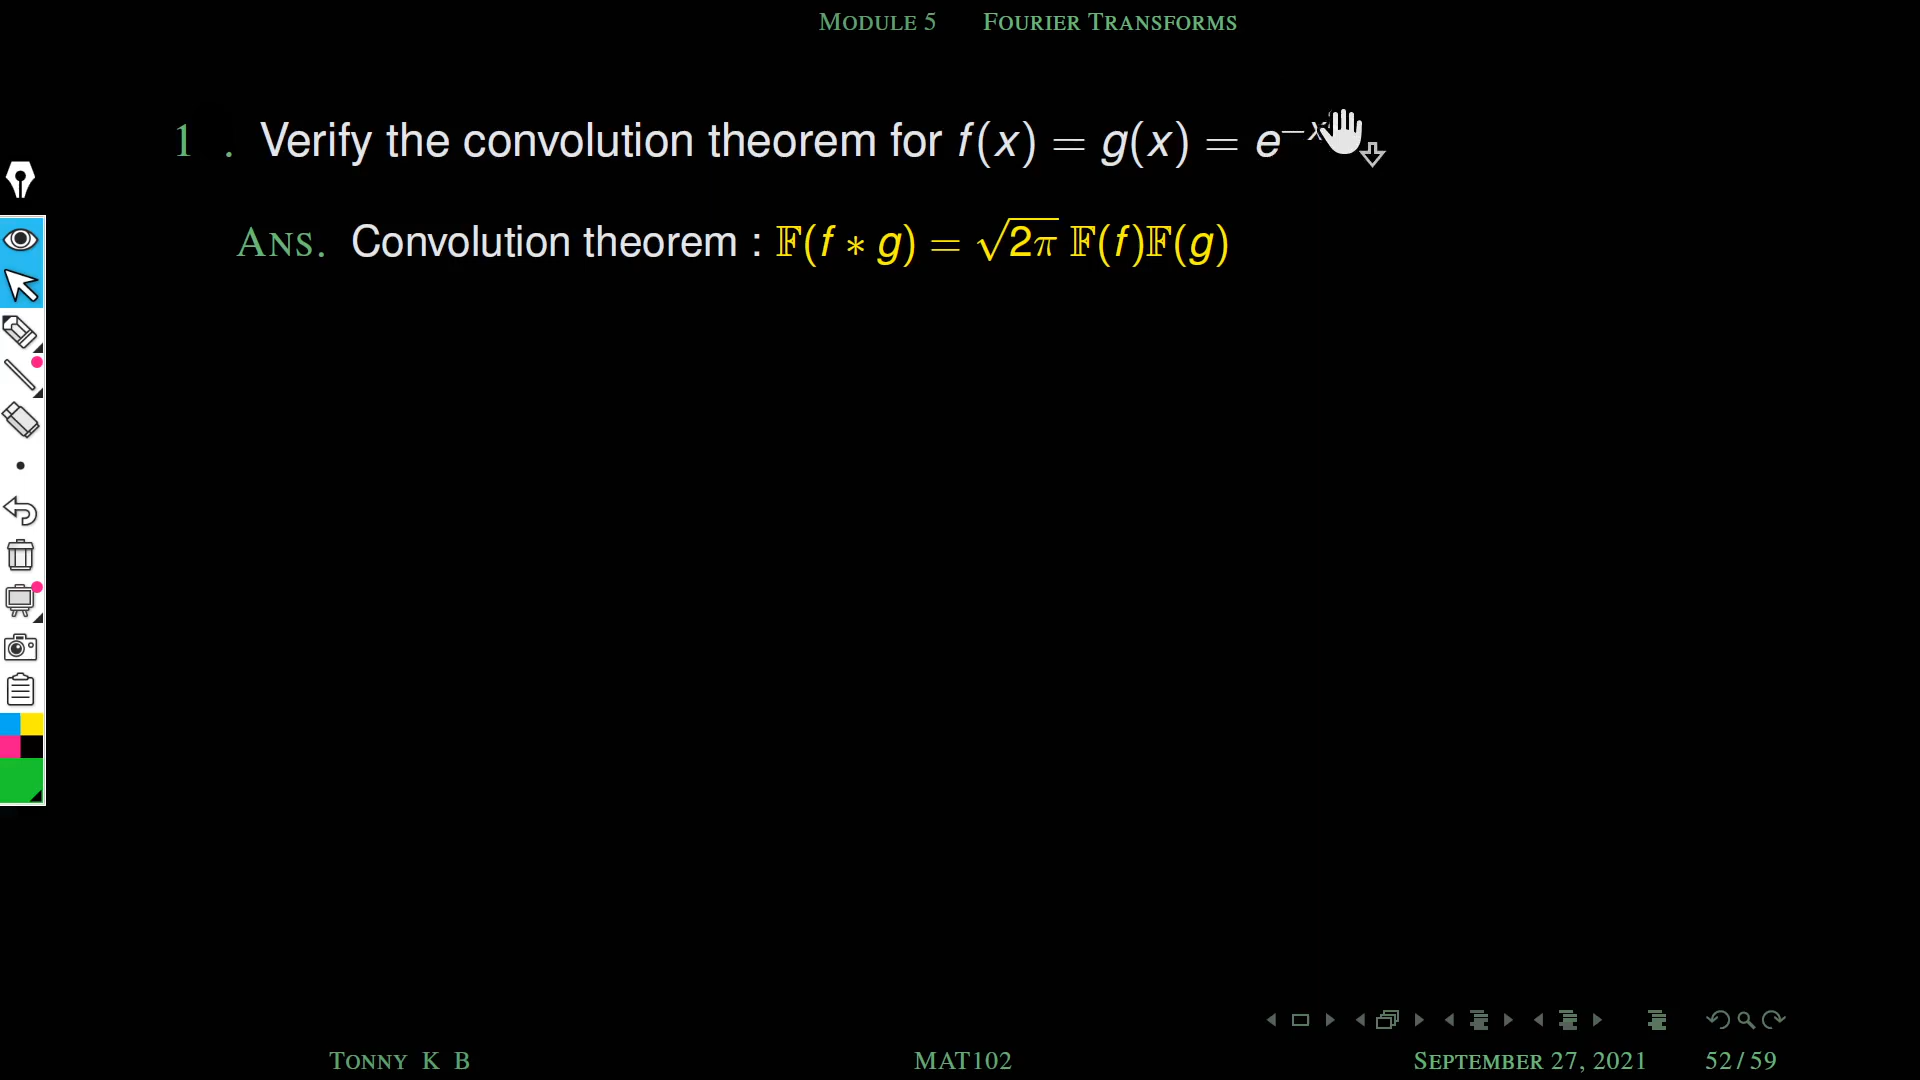 MODULE 5 FOURIER TRANSFORMS
1 . Verify the convolution theorem for f(x) = g(x) = e^{-x
ANS. Convolution theorem : 𝔽(f ∗ g) = √2π 𝔽(f)𝔽(g)
TONNY K B MAT102 SEPTEMBER 27, 2021 52 / 59